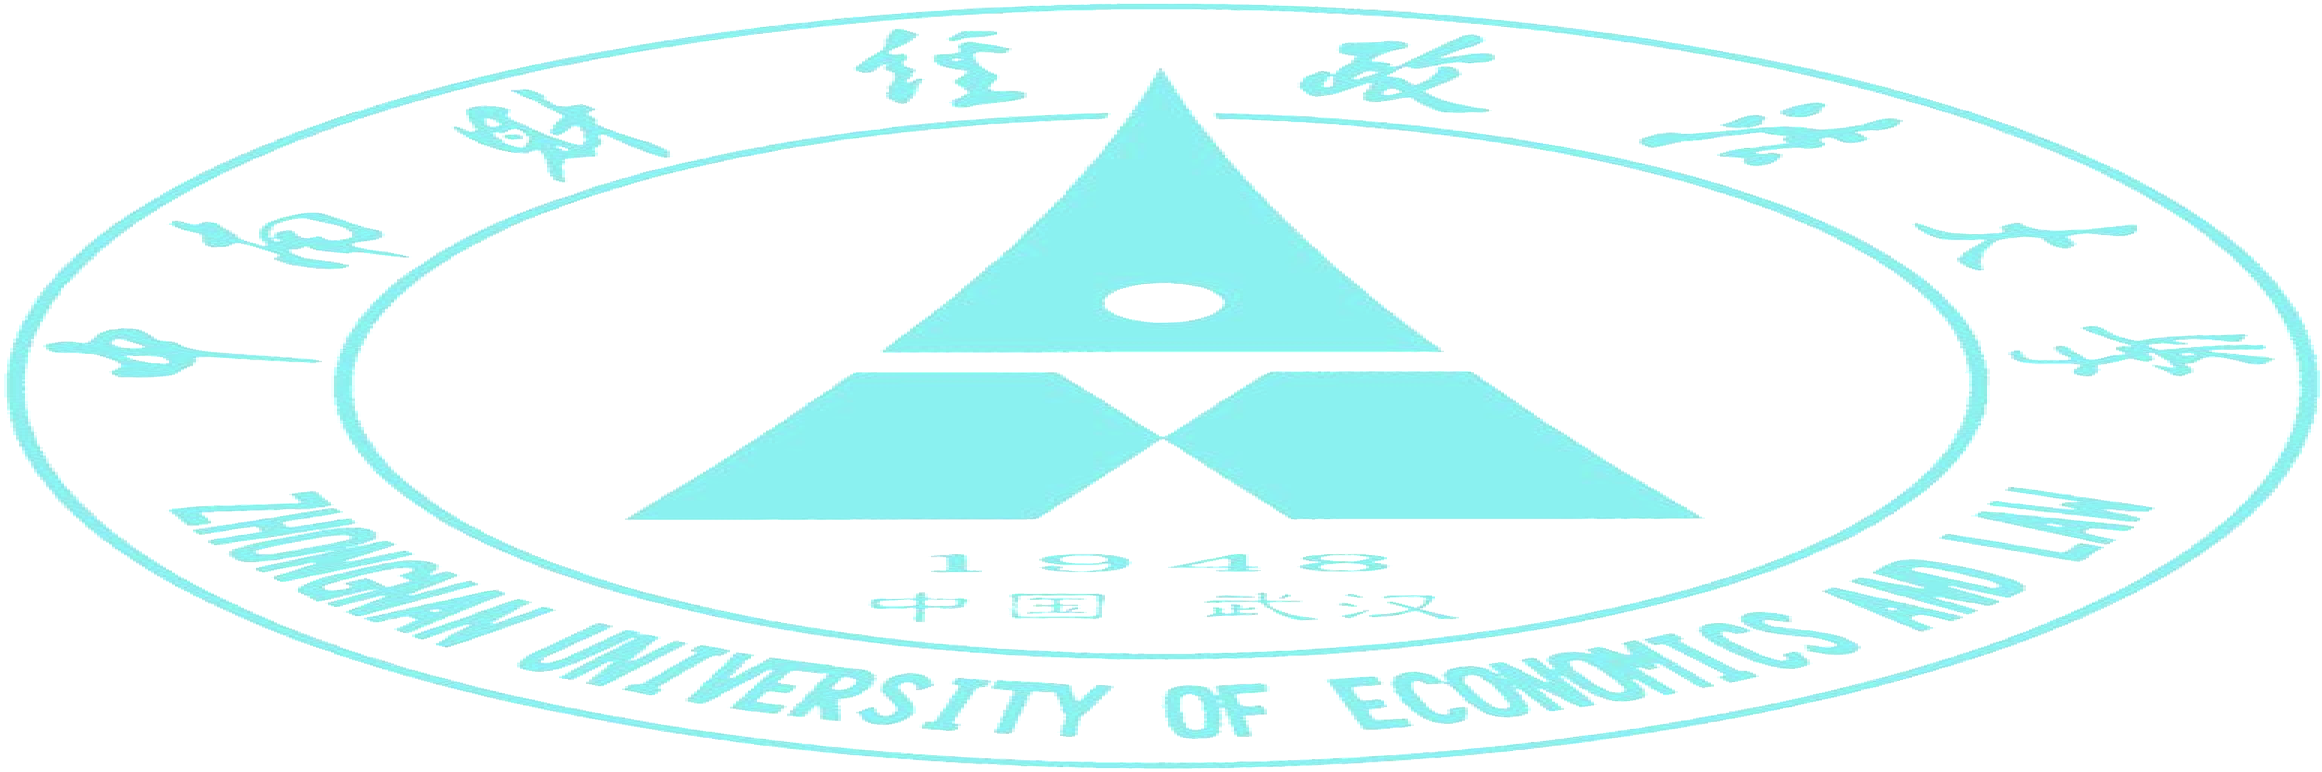 中南财经政法大学
1948
中国 武汉
ZHONGNAN UNIVERSITY OF ECONOMICS AND LAW